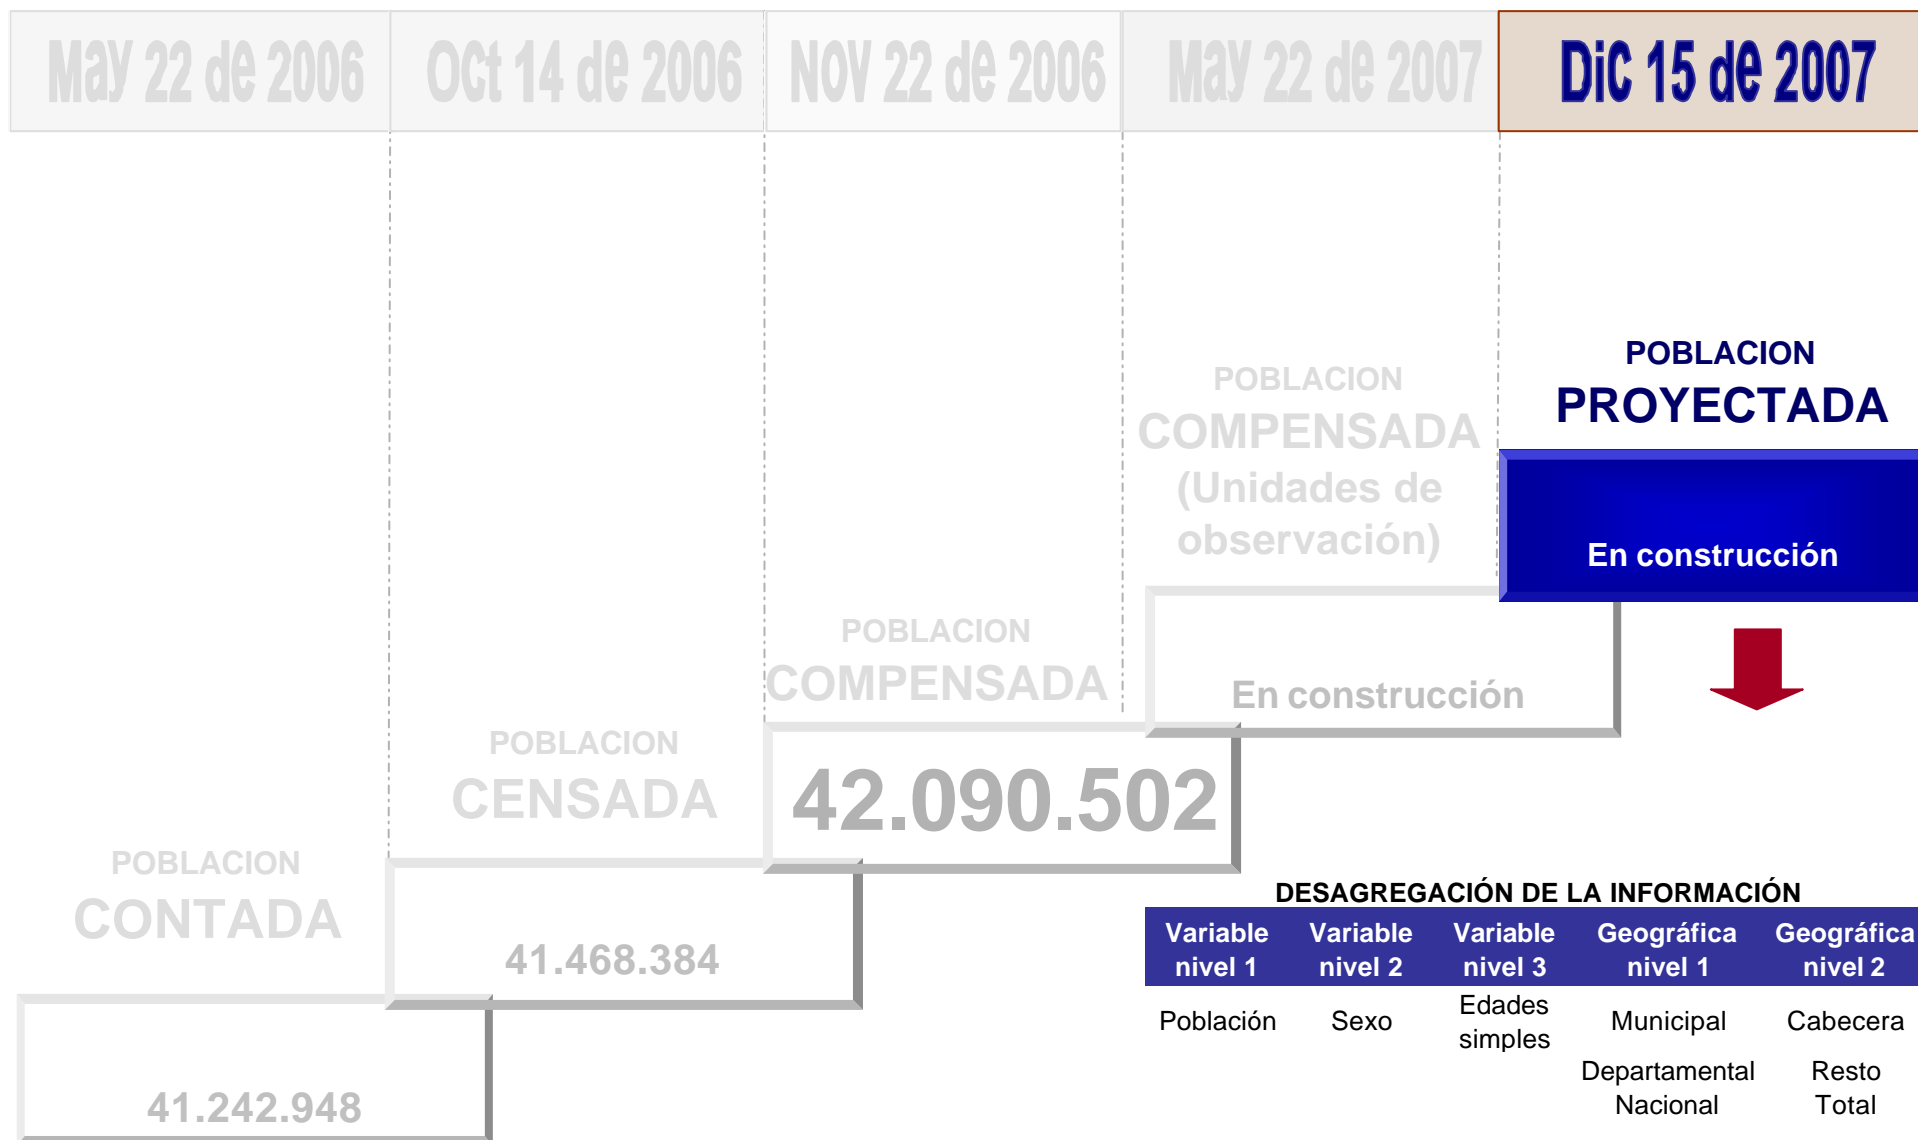 May 22 de 2006
Oct 14 de 2006
Nov 22 de 2006
May 22 de 2007
Dic 15 de 2007
POBLACION
PROYECTADA
En construcción
POBLACION
COMPENSADA
(Unidades de
observación)
En construcción
POBLACION
COMPENSADA
42.090.502
POBLACION
CENSADA
41.468.384
POBLACION
CONTADA
41.242.948
DESAGREGACIÓN DE LA INFORMACIÓN
Variable nivel 1
Variable nivel 2
Variable nivel 3
Geográfica nivel 1
Geográfica nivel 2
Población
Sexo
Edades
simples
Municipal
Cabecera
Departamental
Resto
Nacional
Total